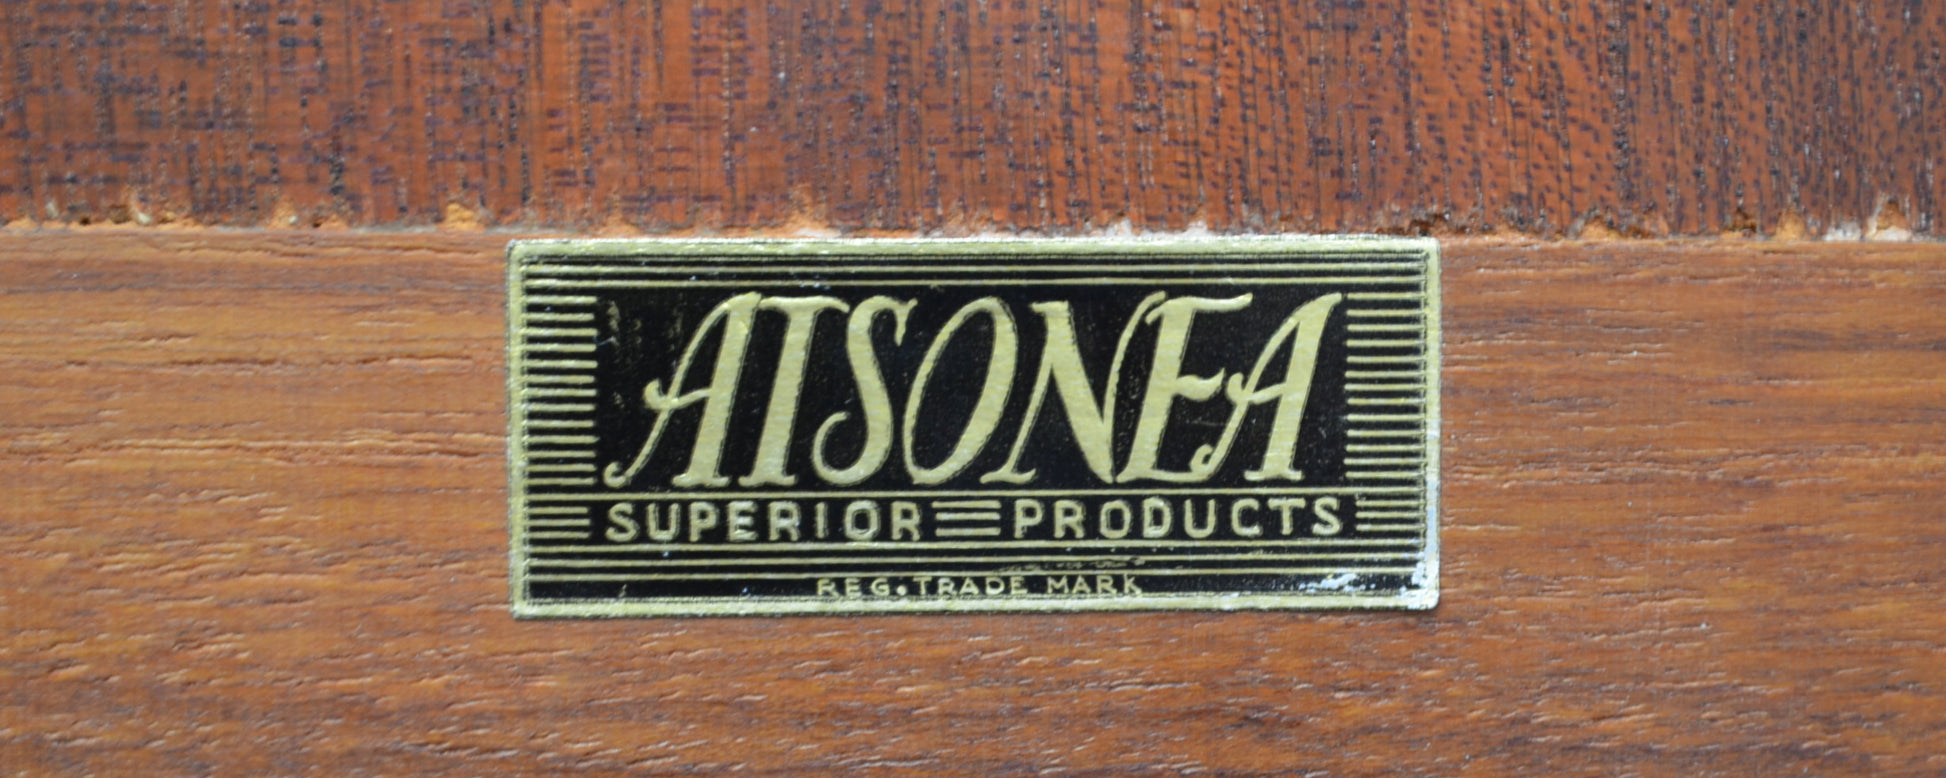 ATSONEA
SUPERIOR PRODUCTS
REG. TRADE MARK